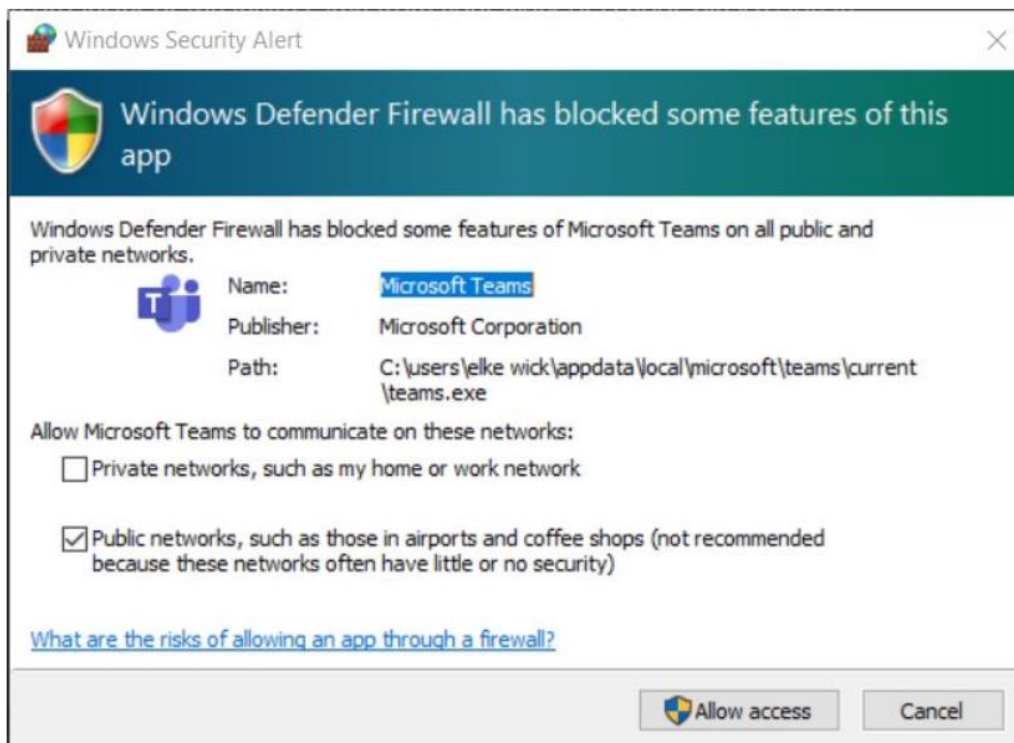 Windows Security Alert
Windows Defender Firewall has blocked some features of this
app
Windows Defender Firewall has blocked some features of Microsoft Teams on all public and
private networks.
T
Name: Microsoft Teams
Publisher: Microsoft Corporation
Path: C:\users\elke wick\appdata\local\microsoft\teams\current
\teams.exe
Allow Microsoft Teams to communicate on these networks:
Private networks, such as my home or work network
Public networks, such as those in airports and coffee shops (not recommended
because these networks often have little or no security)
What are the risks of allowing an app through a firewall?
Allow access Cancel